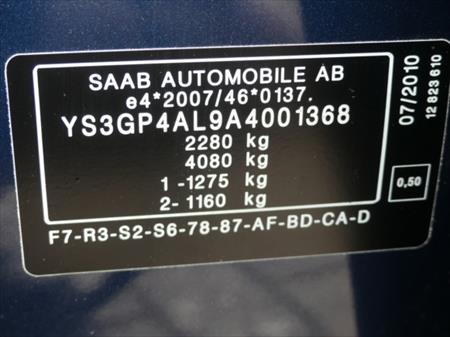 SAAB AUTOMOBILE AB
e4*2007/46*0137.
YS3GP4AL9A4001368
2280 kg
4080 kg
1-1275 kg
2-1160 kg
F7-R3-S2-S6-78-87-AF-BD-CA-D
07/2010
12 823 610
0,50